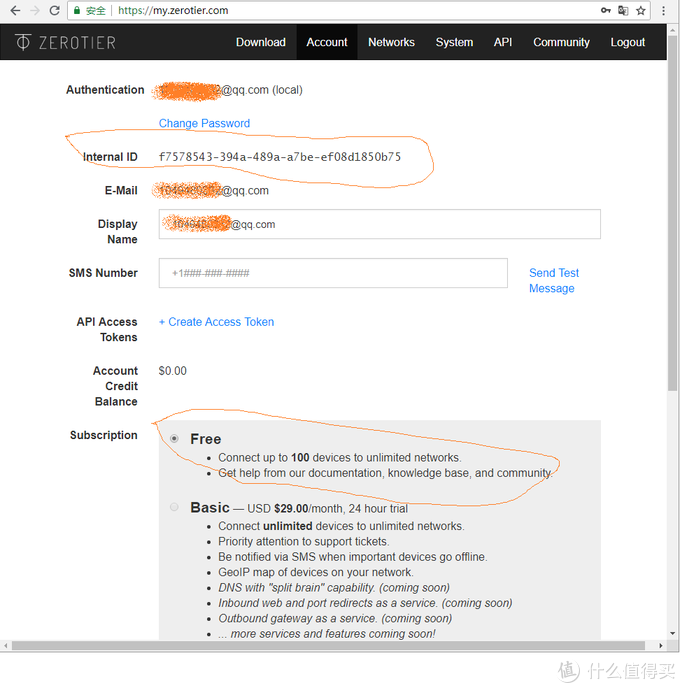 安全 https://my.zerotier.com
ZEROTIER Download Account Networks System API Community Logout
Authentication @qq.com (local)
Change Password
Internal ID f7578543-394a-489a-a7be-ef08d1850b75
E-Mail @qq.com
Display Name @qq.com
SMS Number +1###-###-#### Send Test Message
API Access Tokens + Create Access Token
Account Credit Balance $0.00
Subscription
Free
Connect up to 100 devices to unlimited networks.
Get help from our documentation, knowledge base, and community.
Basic — USD $29.00/month, 24 hour trial
Connect unlimited devices to unlimited networks.
Priority attention to support tickets.
Be notified via SMS when important devices go offline.
GeoIP map of devices on your network.
DNS with "split brain" capability. (coming soon)
Inbound web and port redirects as a service. (coming soon)
Outbound gateway as a service. (coming soon)
... more services and features coming soon!
值 什么值得买